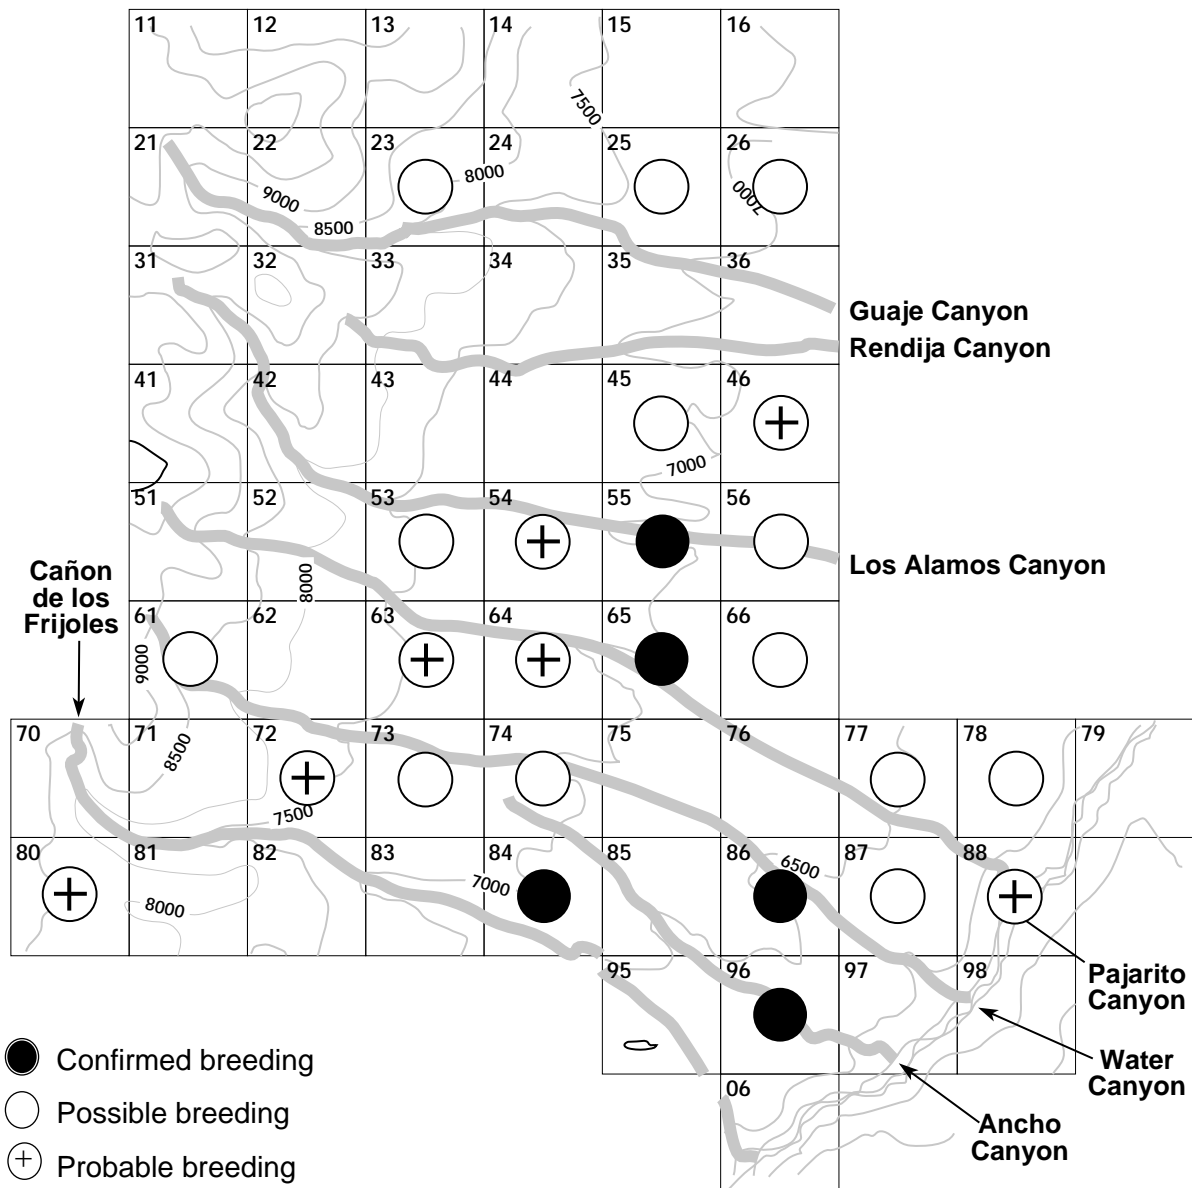 11 12 13 14 15 16
7500
21 22 23 24 25 26
8000
9000
7000
8500
31 32 33 34 35 36
Guaje Canyon
Rendija Canyon
41 42 43 44 45 46
7000
51 52 53 54 55 56
Los Alamos Canyon
Cañon
de los
Frijoles
8000
61 62 63 64 65 66
9000
70 71 72 73 74 75 76 77 78 79
8500
7500
80 81 82 83 84 85 86 87 88
6500
7000
8000
95 96 97 98
Pajarito
Canyon
Water
Canyon
06
Ancho
Canyon
Confirmed breeding
Possible breeding
Probable breeding